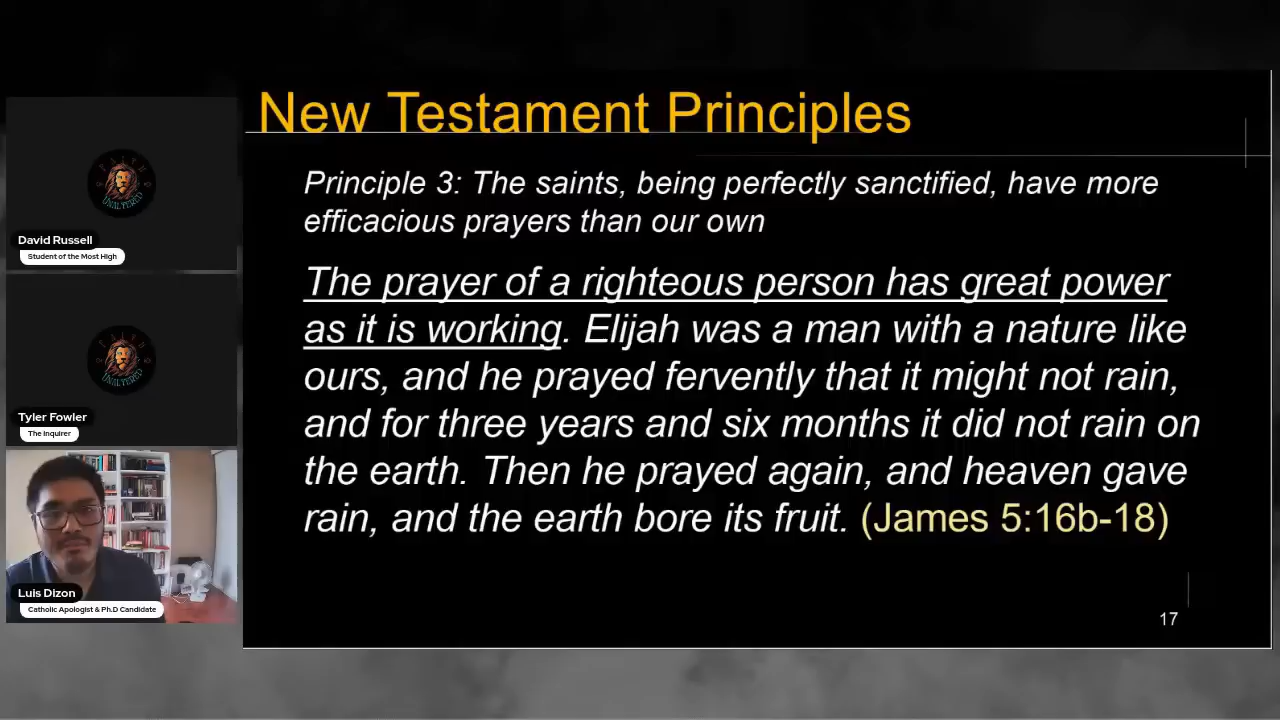 New Testament Principles
Principle 3: The saints, being perfectly sanctified, have more
efficacious prayers than our own
The prayer of a righteous person has great power
as it is working. Elijah was a man with a nature like
ours, and he prayed fervently that it might not rain,
and for three years and six months it did not rain on
the earth. Then he prayed again, and heaven gave
rain, and the earth bore its fruit. (James 5:16b-18)
17
UNALTERED
David Russell
Student of the Most High
UNALTERED
Tyler Fowler
The Inquirer
Luis Dizon
Catholic Apologist & Ph.D Candidate